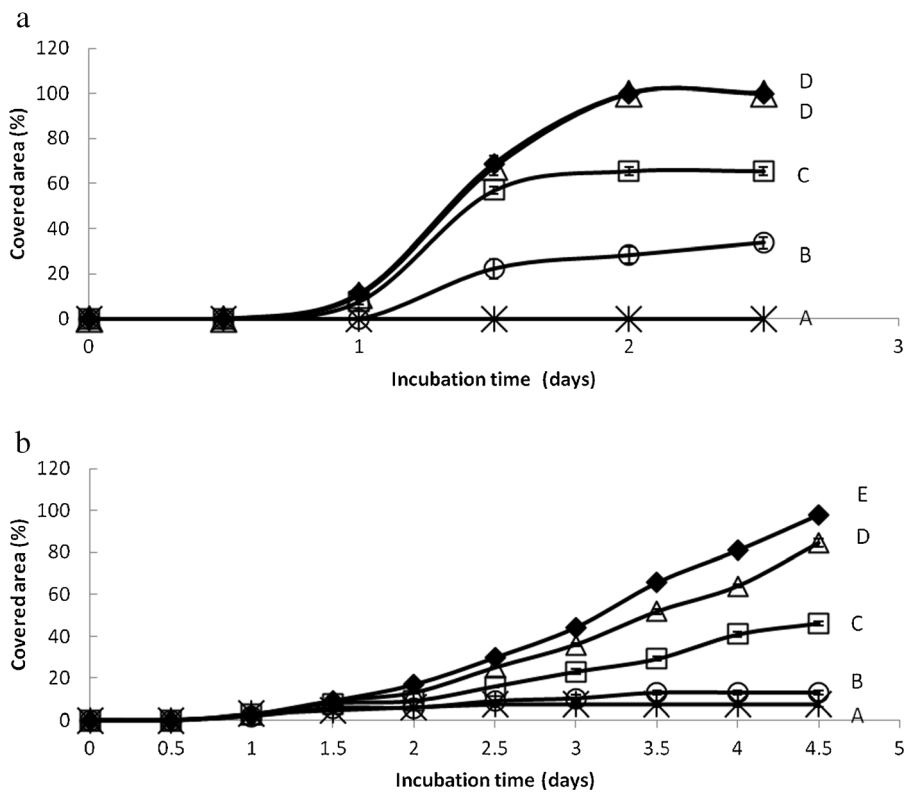 a
120
100
80
60
40
20
0
Covered area (%)
D
D
C
B
A
0 1 2 3
Incubation time (days)
b
120
100
80
60
40
20
0
Covered area (%)
E
D
C
B
A
0 0.5 1 1.5 2 2.5 3 3.5 4 4.5 5
Incubation time (days)